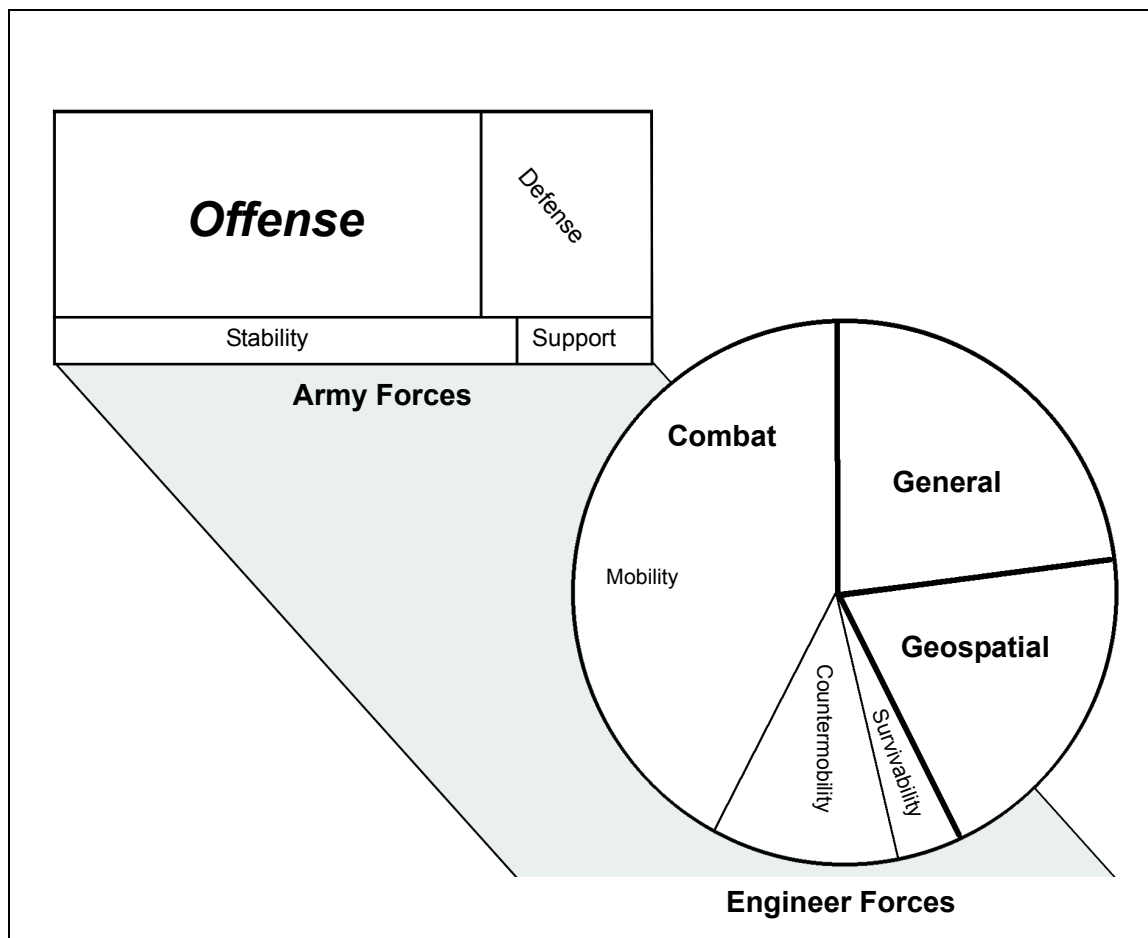 Offense
Defense
Stability
Support
Army Forces
Combat
General
Mobility
Geospatial
Countermobility
Survivability
Engineer Forces